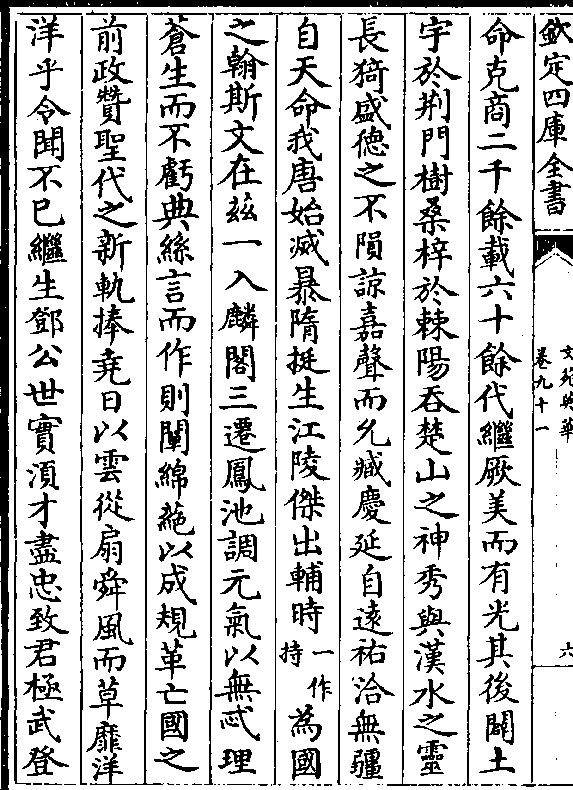 欽定四庫全書
文苑英華
卷九十一
六
命克商二千餘載六十餘代繼厥美而有光其後闢土
宇於荆門樹桑梓於棘陽吞楚山之神秀與漢水之靈
長猗盛德之不隕諒嘉聲而允臧慶延自遠祐洽無疆
自天命我唐始滅暴隋挺生江陵傑出輔時一作持為國
之翰斯文在兹一入麟閣三遷鳳池調元氣以無忒理
蒼生而不虧典絲言而作則闡綿蕝以成規革亡國之
前政贊聖代之新軌捧堯日以雲從扇舜風而草靡洋
洋乎令聞不已繼生鄧公世實須才盡忠致君極武登